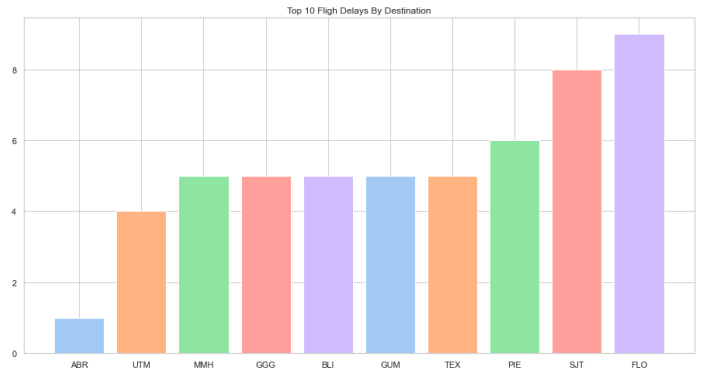 Top 10 Fligh Delays By Destination
8
6
4
2
0
ABR UTM MMH GGG BLI GUM TEX PIE SJT FLO